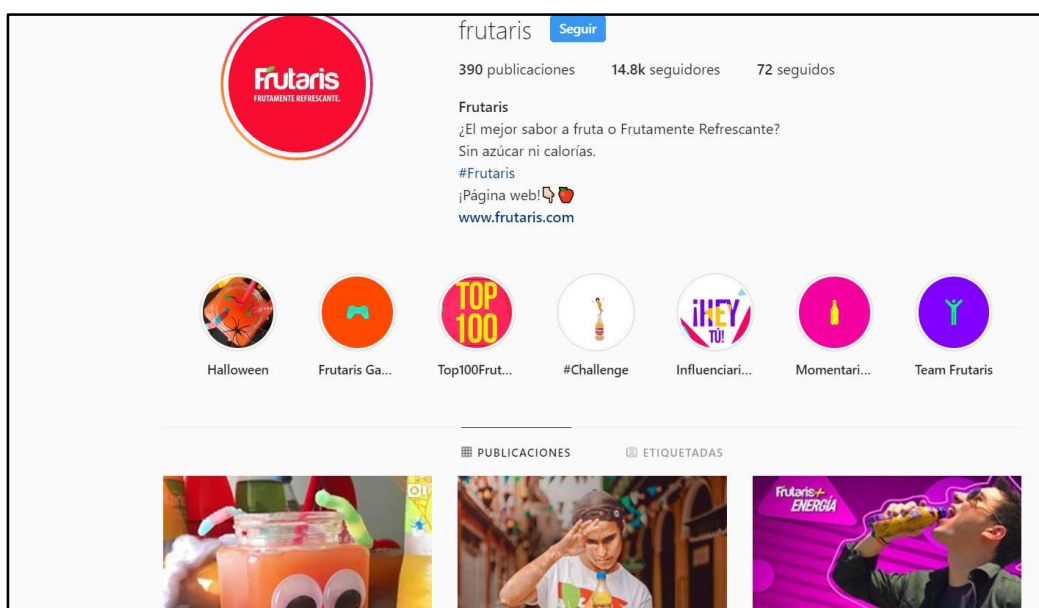 Frutaris
FRUTAMENTE REFRESCANTE.
frutaris Seguir
390 publicaciones 14.8k seguidores 72 seguidos
Frutaris
¿El mejor sabor a fruta o Frutamente Refrescante?
Sin azúcar ni calorías.
#Frutaris
¡Página web!👇🏻🍎
www.frutaris.com
TOP
100
¡HEY
TÚ!
Halloween Frutaris Ga... Top100Frut... #Challenge Influenciari... Momentari... Team Frutaris
PUBLICACIONES ETIQUETADAS
Frutaris+
ENERGÍA